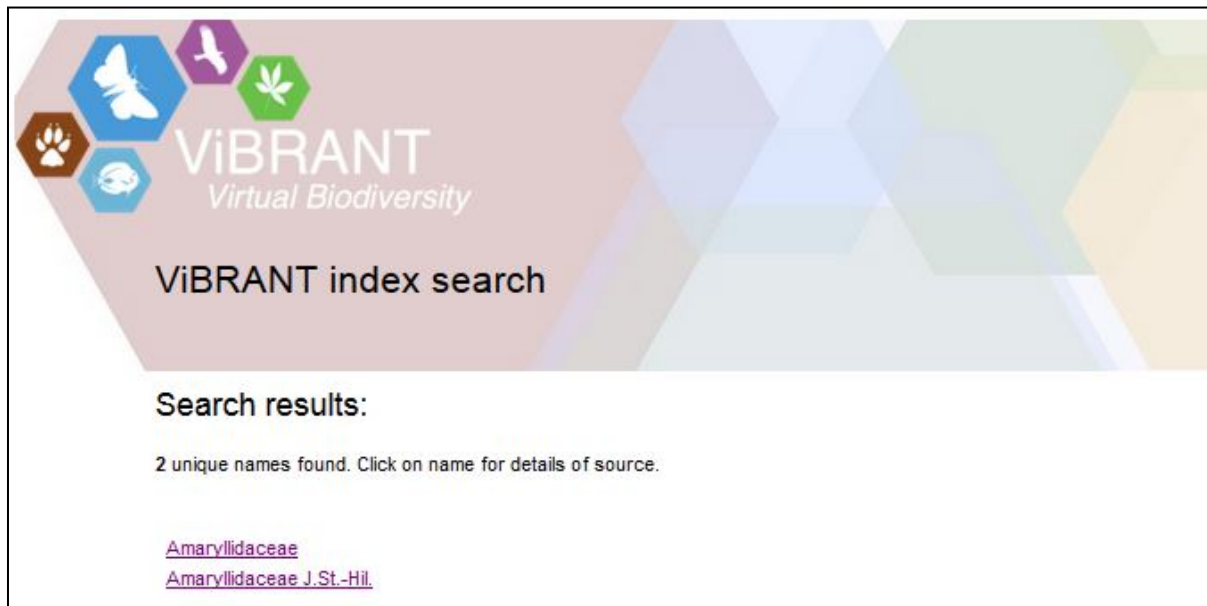 ViBRANT
Virtual Biodiversity
ViBRANT index search
Search results:
2 unique names found. Click on name for details of source.
Amaryllidaceae
Amaryllidaceae J.St.-Hil.